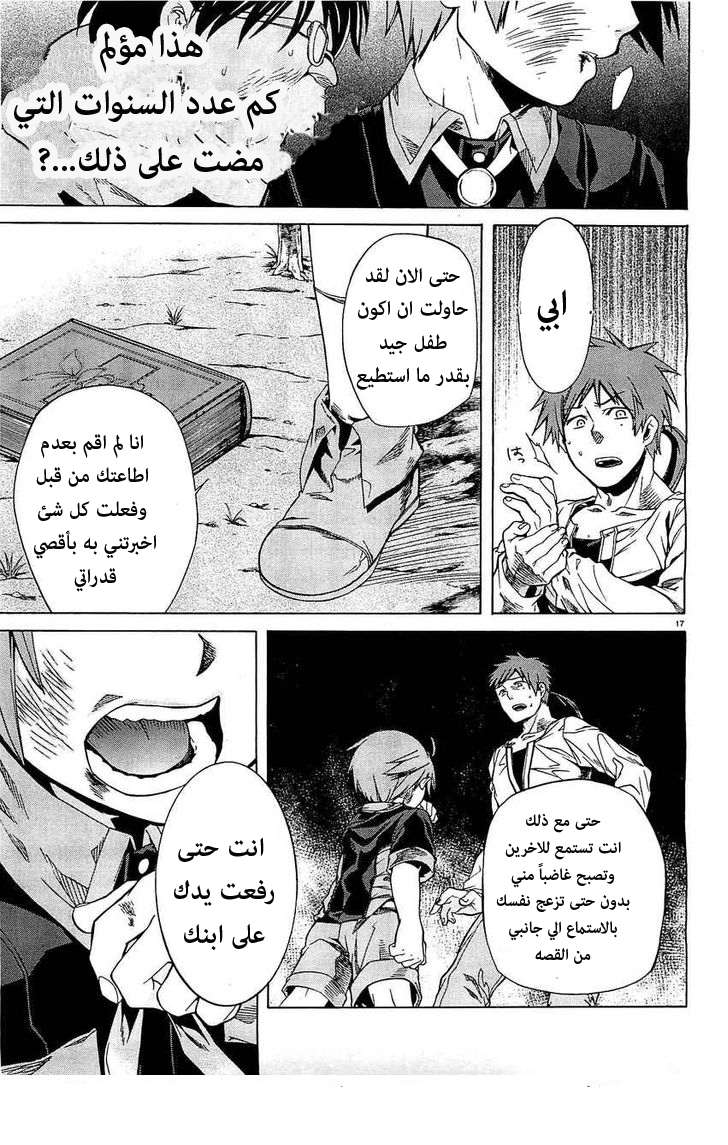 هذا مؤلم
كم عدد السنوات التي
مضت على ذلك...?
ابي
ぱっ
حتى الان لقد
حاولت ان اكون
طفل جيد
بقدر ما استطيع
انا لم اقم بعدم
اطاعتك من قبل
وفعلت كل شئ
اخبرتني به بأقصي
قدراتي
17
حتى مع ذلك
انت تستمع للاخرين
وتصبح غاضباً مني
بدون حتى تزعج نفسك
بالاستماع الي جانبي
من القصه
انت حتى
رفعت يدك
على ابنك